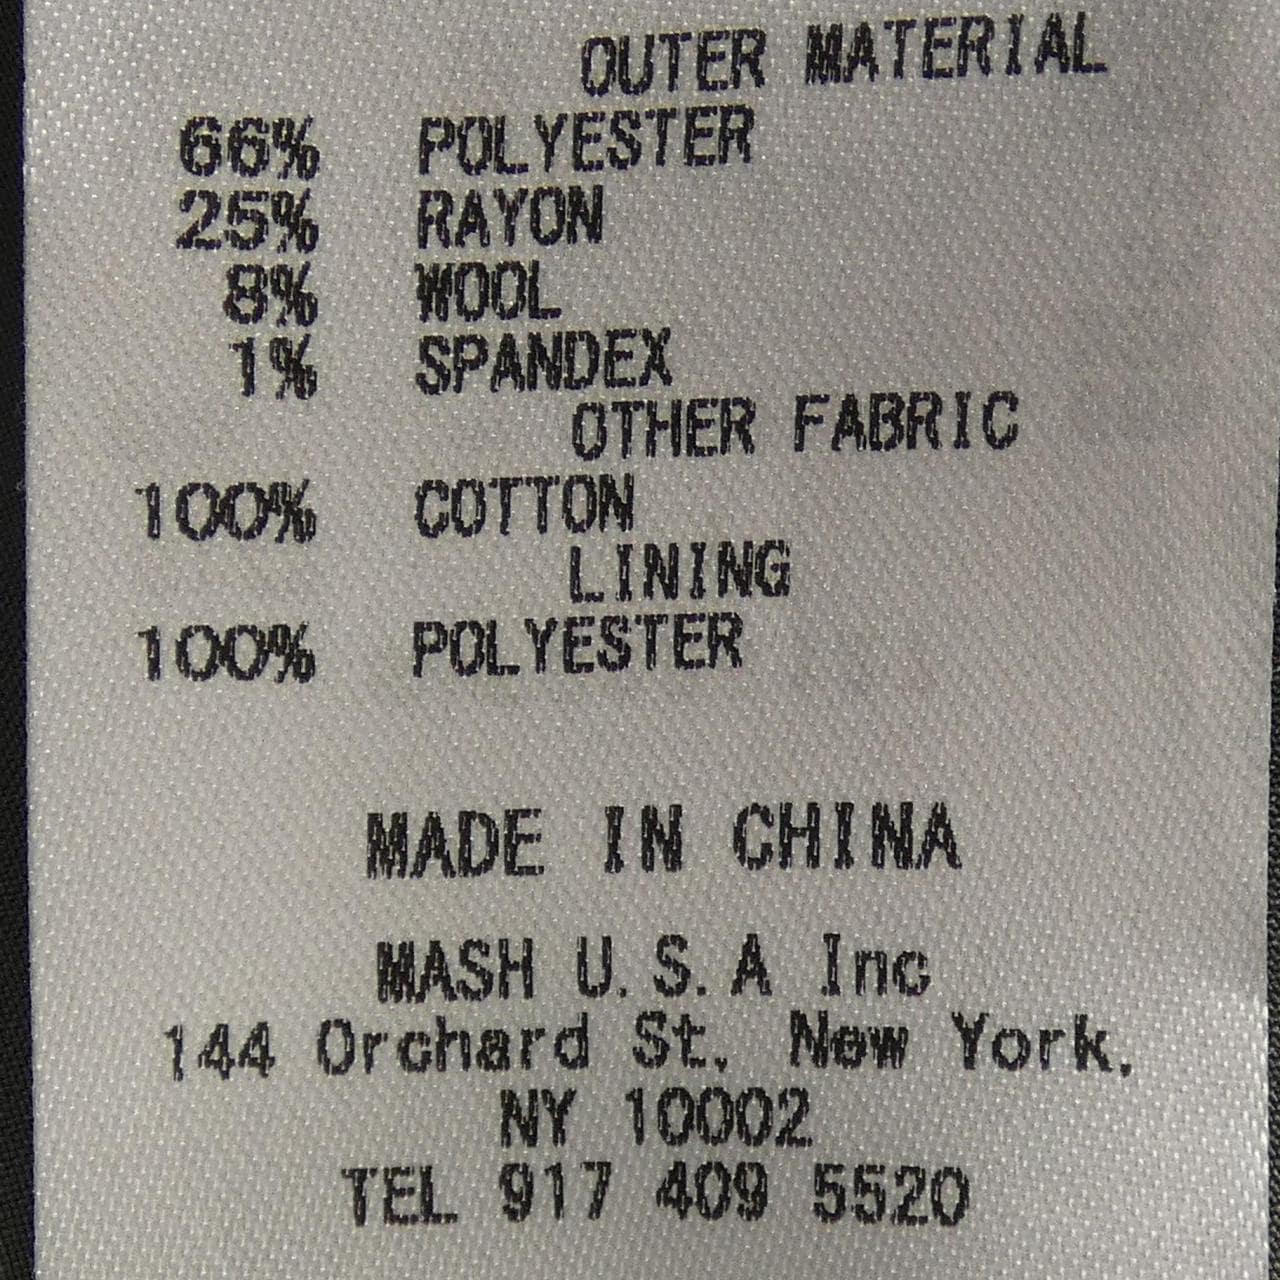 OUTER MATERIAL
66% POLYESTER
25% RAYON
8% WOOL
1% SPANDEX
OTHER FABRIC
100% COTTON
LINING
100% POLYESTER
MADE IN CHINA
MASH U.S.A Inc
144 Orchard St, New York,
NY 10002
TEL 917 409 5520